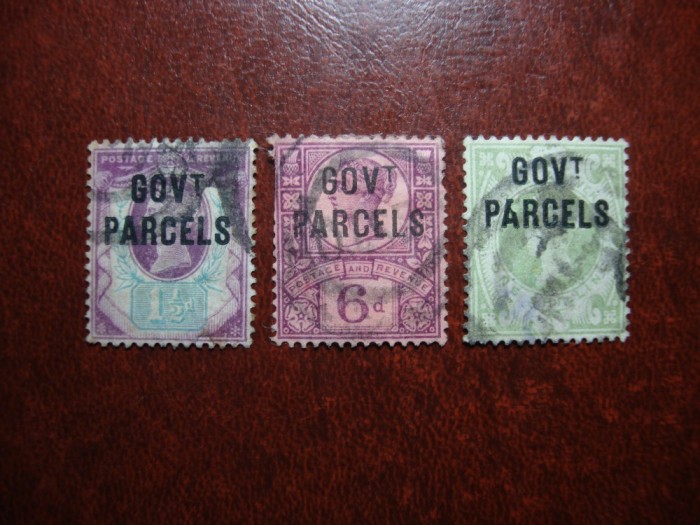 POSTAGE & REVENUE
GOVT
PARCELS
1½d
GOVT
PARCELS
POSTAGE AND REVENUE
6d
GOVT
PARCELS